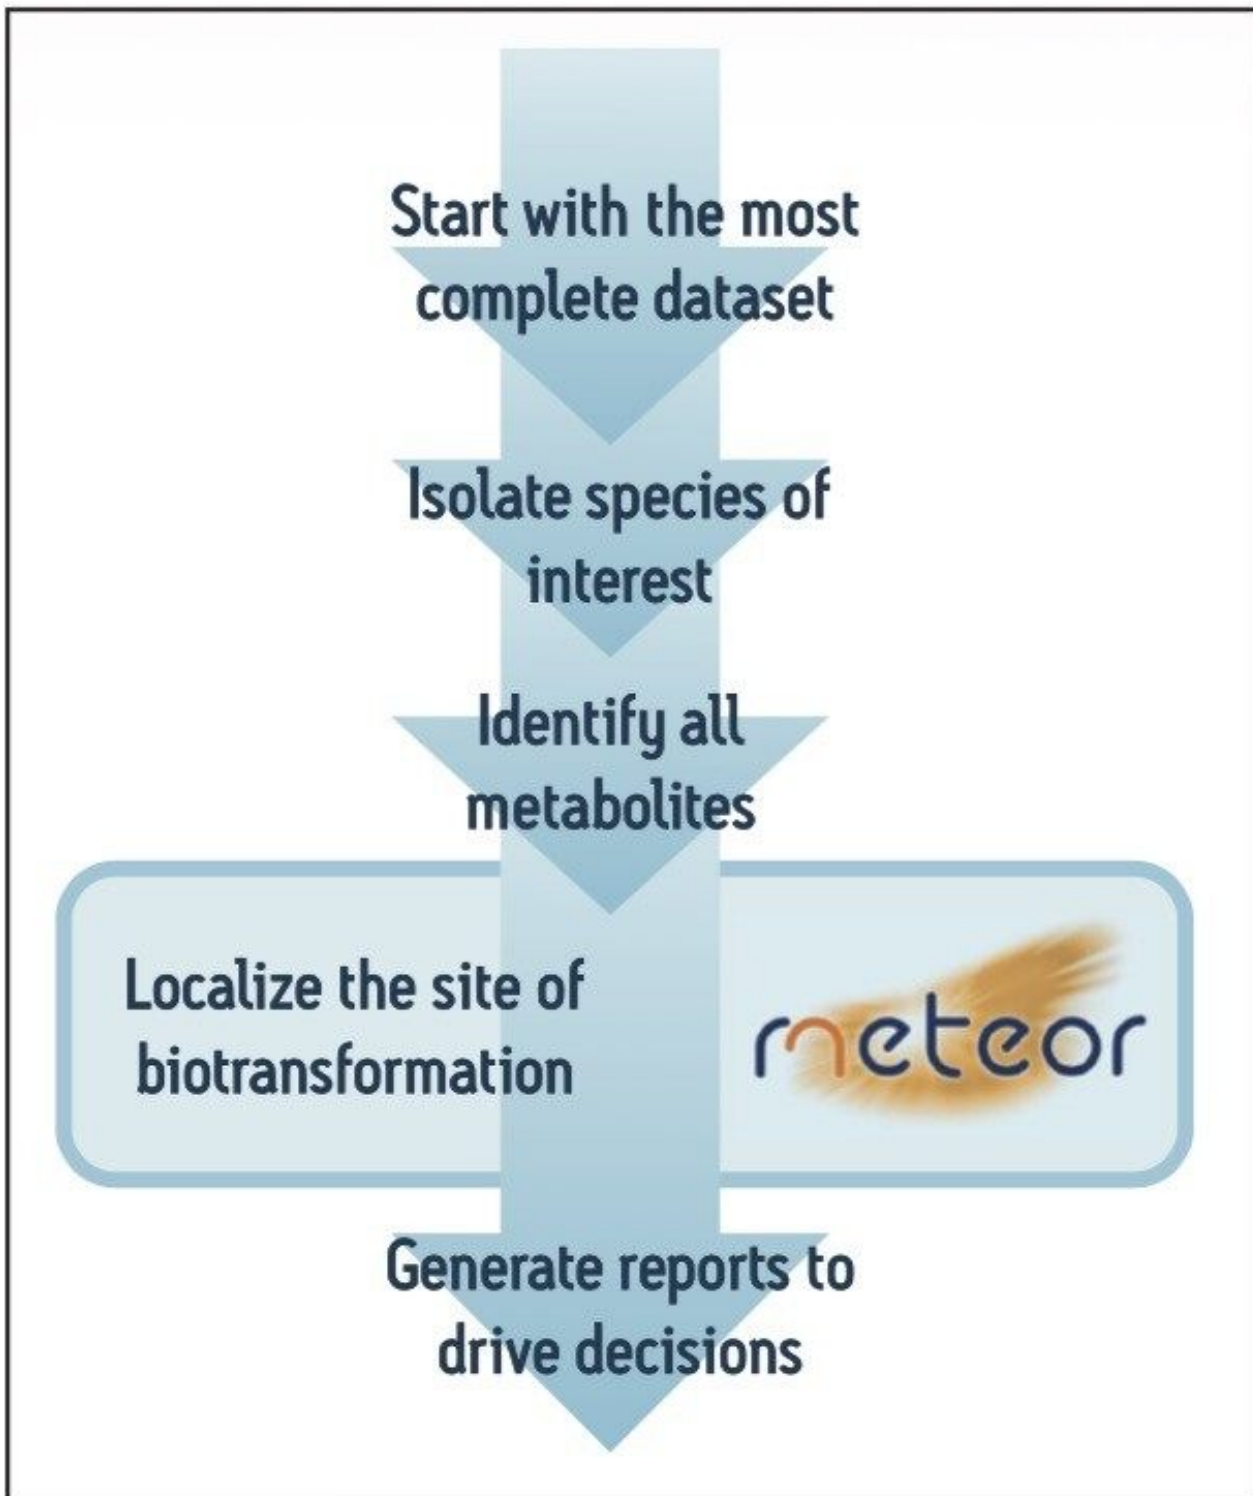 Start with the most
complete dataset
Isolate species of
interest
Identify all
metabolites
Localize the site of
biotransformation
meteor
Generate reports to
drive decisions